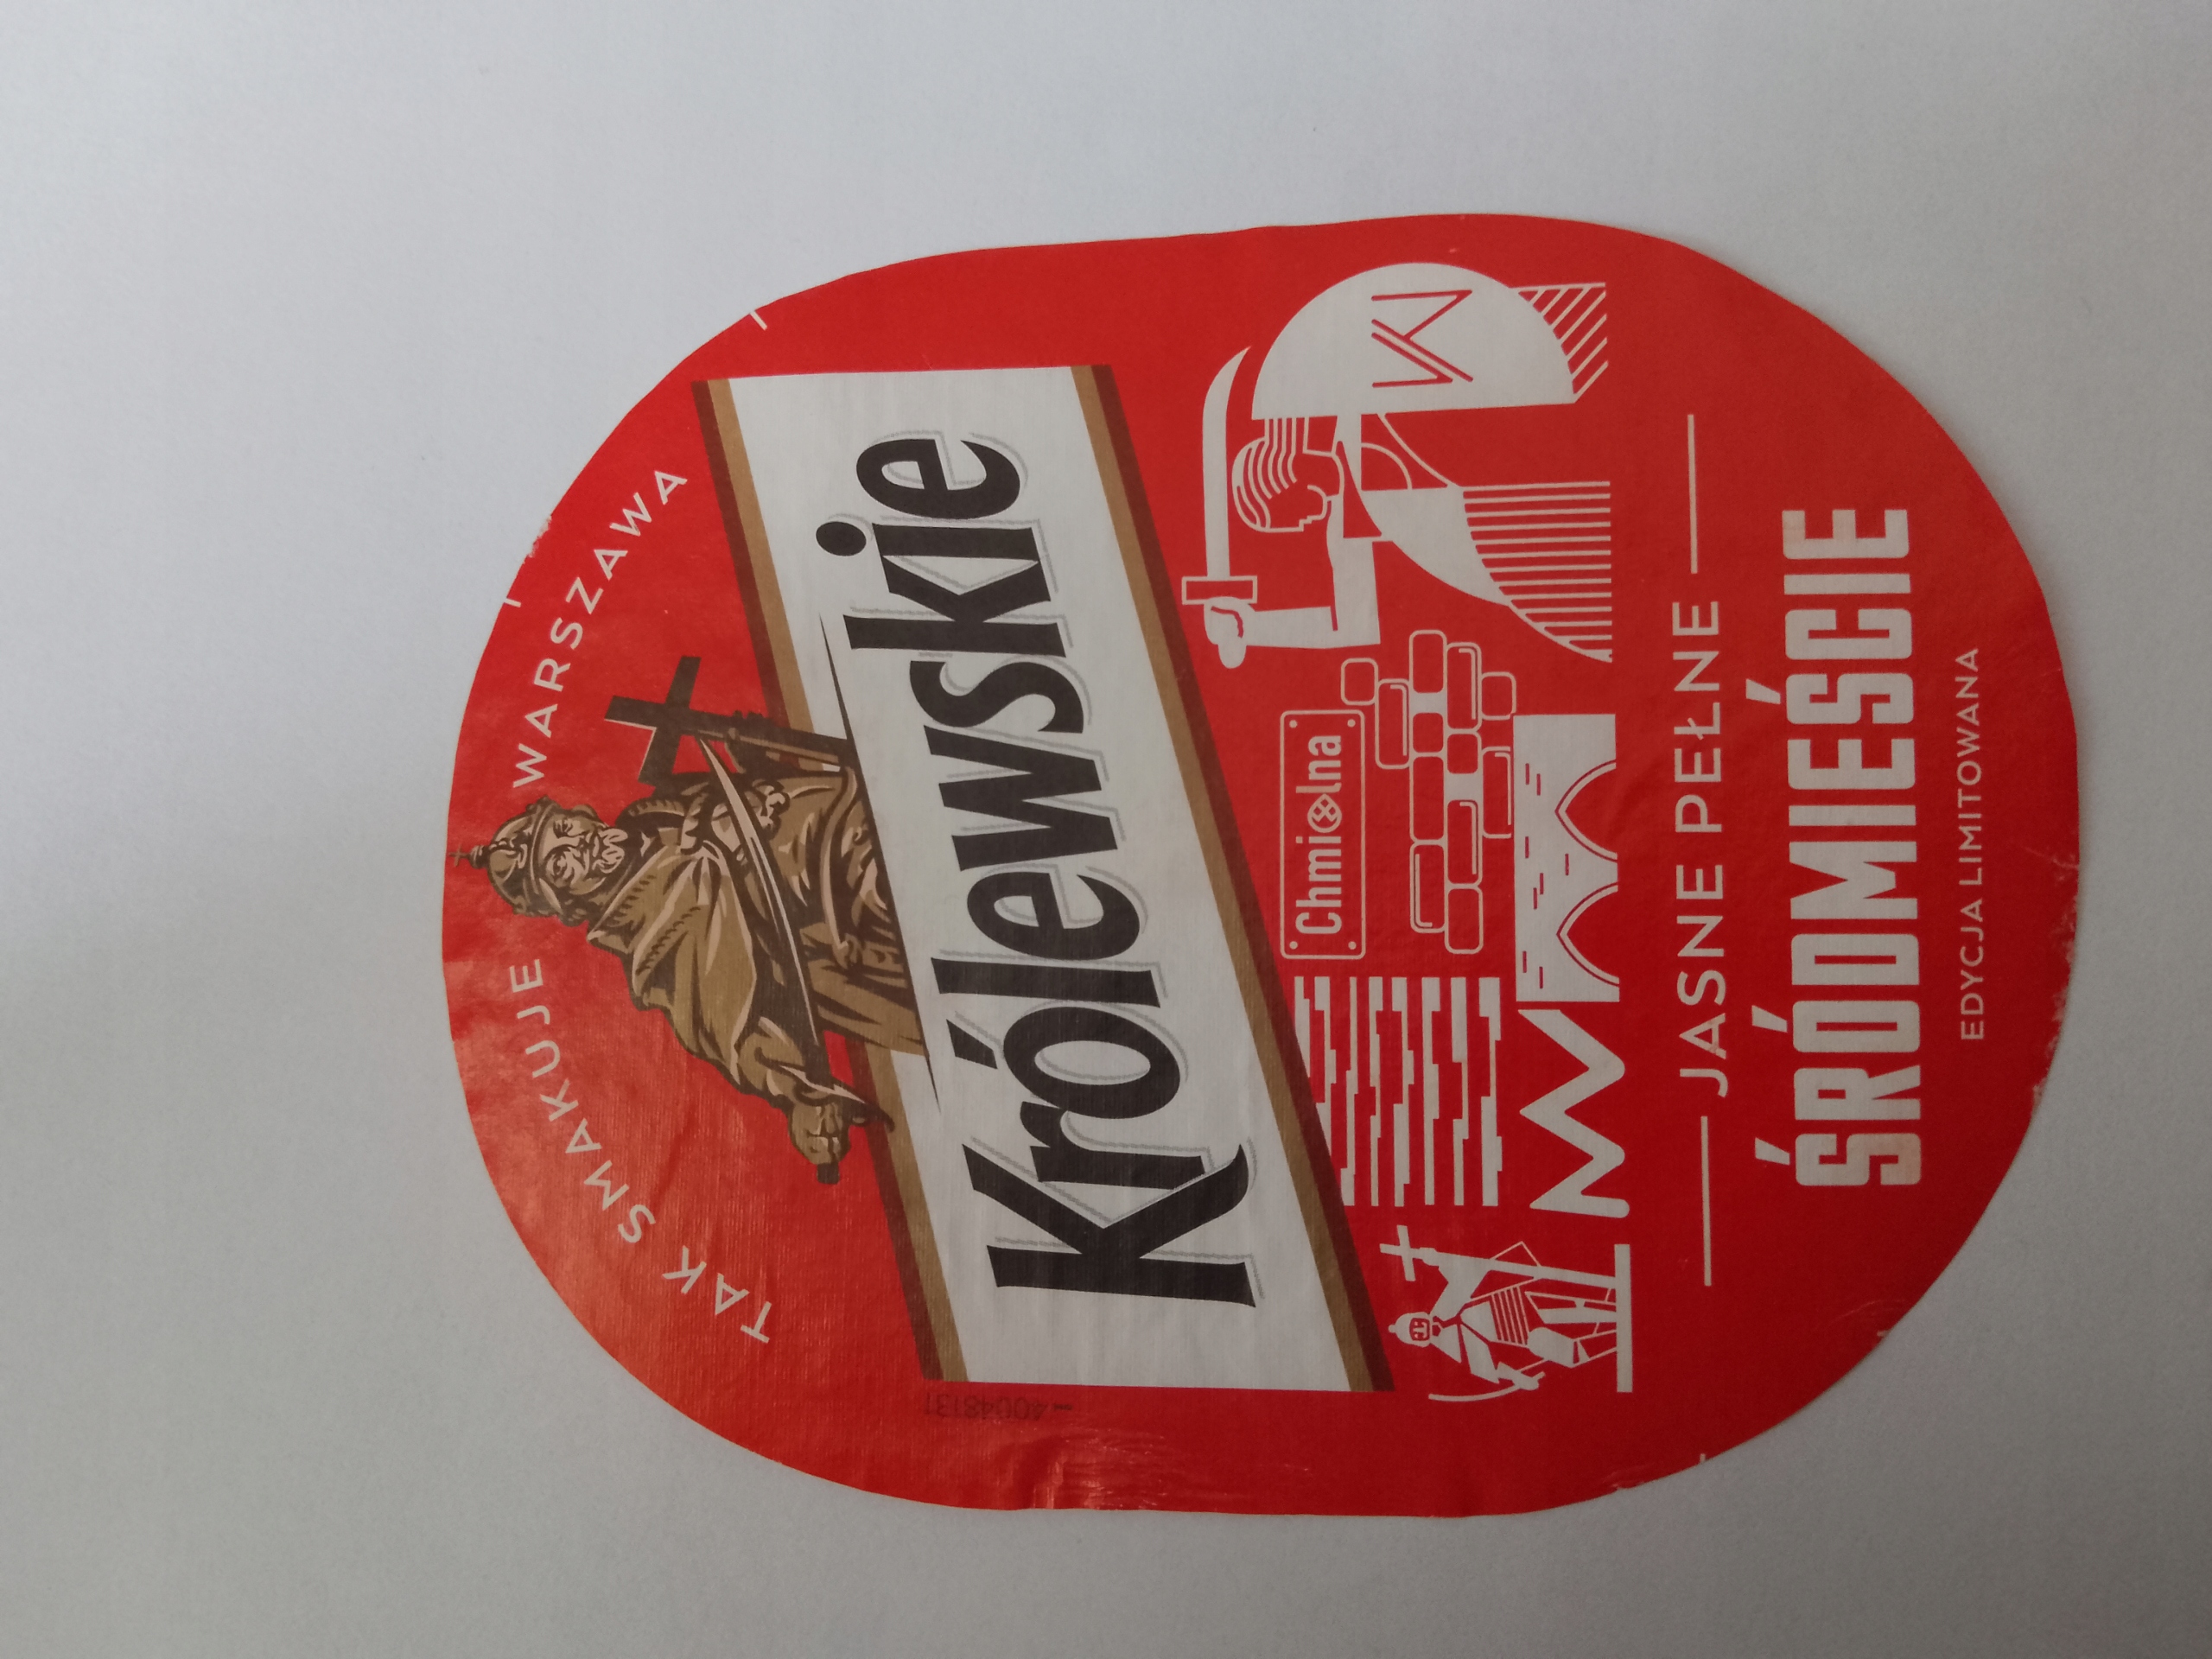 TAK SMAKUJE WARSZAWA
Królewskie
Chmielna
JASNE PEŁNE
ŚRÓDMIEŚCIE
EDYCJA LIMITOWANA
40048131